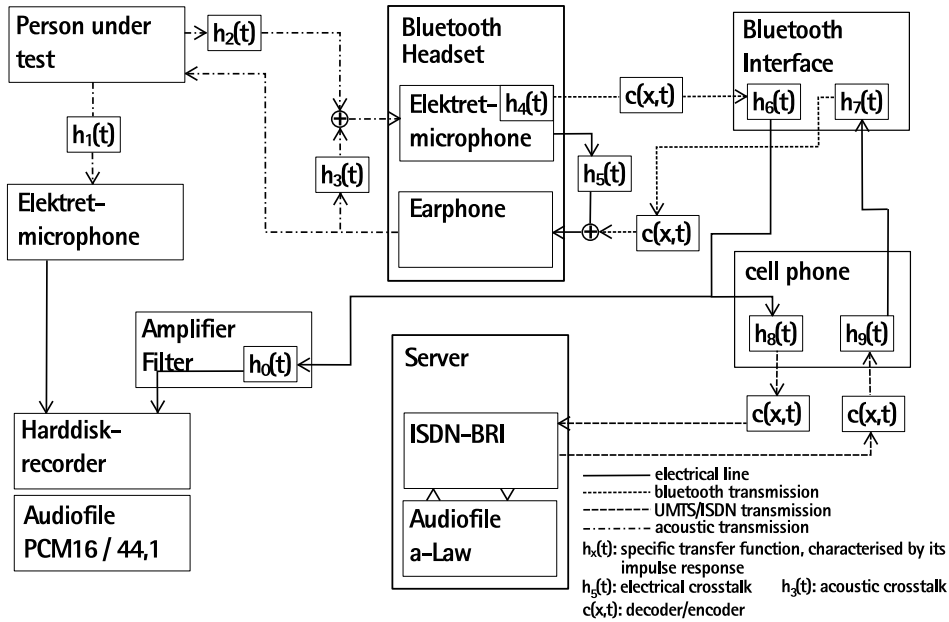 Person under
test
h2(t)
Bluetooth
Headset
Bluetooth
Interface
Elektret-
microphone
h4(t)
c(x,t)
h6(t)
h7(t)
h1(t)
h3(t)
h5(t)
Elektret-
microphone
Earphone
c(x,t)
cell phone
h8(t)
h9(t)
Amplifier
Filter
h0(t)
Server
c(x,t)
c(x,t)
Harddisk-
recorder
ISDN-BRI
Audiofile
PCM16 / 44,1
Audiofile
a-Law
electrical line
bluetooth transmission
UMTS/ISDN transmission
acoustic transmission
hx(t): specific transfer function, characterised by its
impulse response
h5(t): electrical crosstalk h3(t): acoustic crosstalk
c(x,t): decoder/encoder